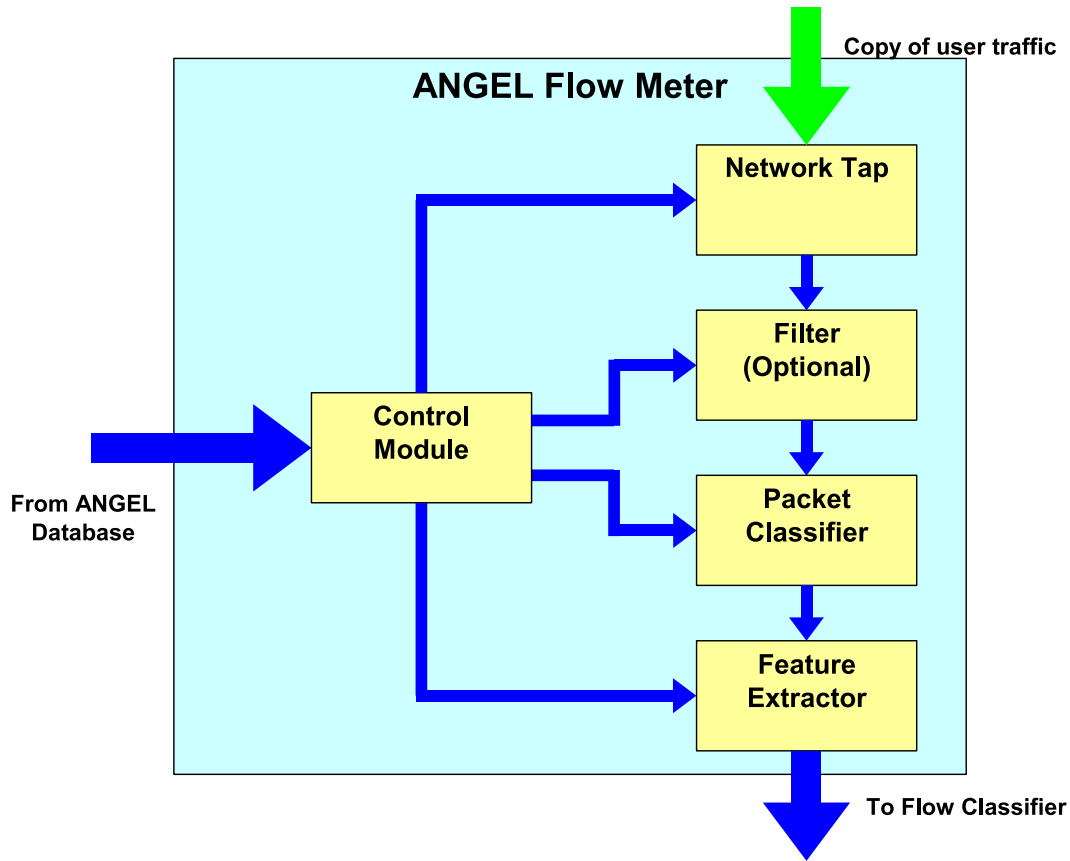 Copy of user traffic
ANGEL Flow Meter
Network Tap
Filter
(Optional)
Control
Module
From ANGEL
Database
Packet
Classifier
Feature
Extractor
To Flow Classifier